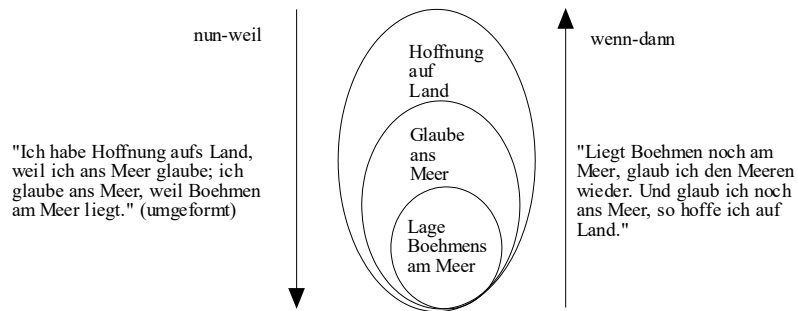 nun-weil
"Ich habe Hoffnung aufs Land,
weil ich ans Meer glaube; ich
glaube ans Meer, weil Boehmen
am Meer liegt." (umgeformt)
Hoffnung
auf
Land
Glaube
ans
Meer
Lage
Boehmens
am Meer
wenn-dann
"Liegt Boehmen noch am
Meer, glaub ich den Meeren
wieder. Und glaub ich noch
ans Meer, so hoffe ich auf
Land."